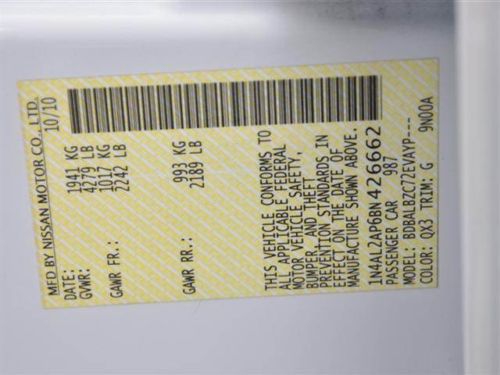 MFD BY NISSAN MOTOR CO., LTD.
DATE: 10/10
GVWR: 1941 KG
4279 LB
GAWR FR.: 1017 KG
2242 LB
GAWR RR.: 993 KG
2189 LB
THIS VEHICLE CONFORMS TO
ALL APPLICABLE FEDERAL
MOTOR VEHICLE SAFETY,
BUMPER, AND THEFT
PREVENTION STANDARDS IN
EFFECT ON THE DATE OF
MANUFACTURE SHOWN ABOVE.
1N4AL2AP6BN426662
PASSENGER CAR 987
MODEL: BDBALBZC72EVAYP---
COLOR: QX3 TRIM: G 9N00A